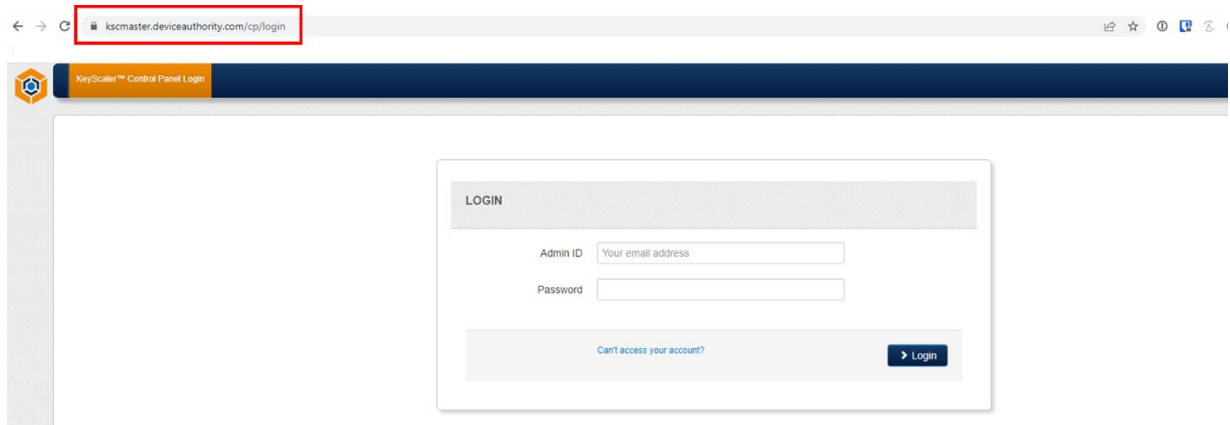 kscmaster.deviceauthority.com/cp/login
KeyScaler™ Control Panel Login
LOGIN
Admin ID
Your email address
Password
Can't access your account?
Login